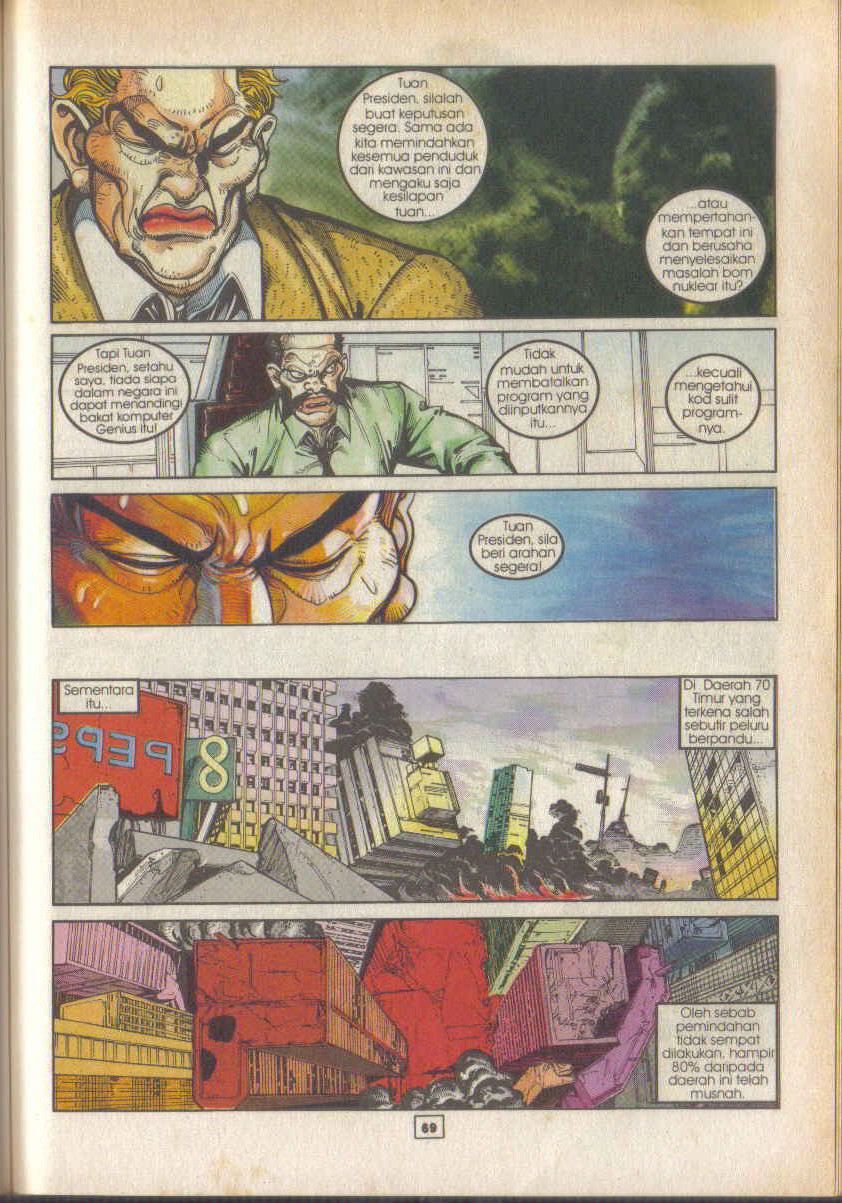 Tuan
Presiden, silalah
buat keputusan
segera. Sama ada
kita memindahkan
kesemua penduduk
dari kawasan ini dan
mengaku saja
kesilapan
tuan...
...atau
mempertahan-
kan tempat ini
dan berusaha
menyelesaikan
masalah bom
nuklear itu?
Tapi Tuan
Presiden, setahu
saya, tiada siapa
dalam negara ini
dapat menandingi
bakat komputer
Genius itu!
Tidak
mudah untuk
membatalkan
program yang
diinputkannya
itu...
...kecuali
mengetahui
kod sulit
program-
nya.
Tuan
Presiden, sila
beri arahan
segera!
Sementara
itu...
PEPS
8
Di Daerah 70
Timur yang
terkena salah
sebutir peluru
berpandu...
Oleh sebab
pemindahan
tidak sempat
dilakukan, hampir
80% daripada
daerah ini telah
musnah.
69